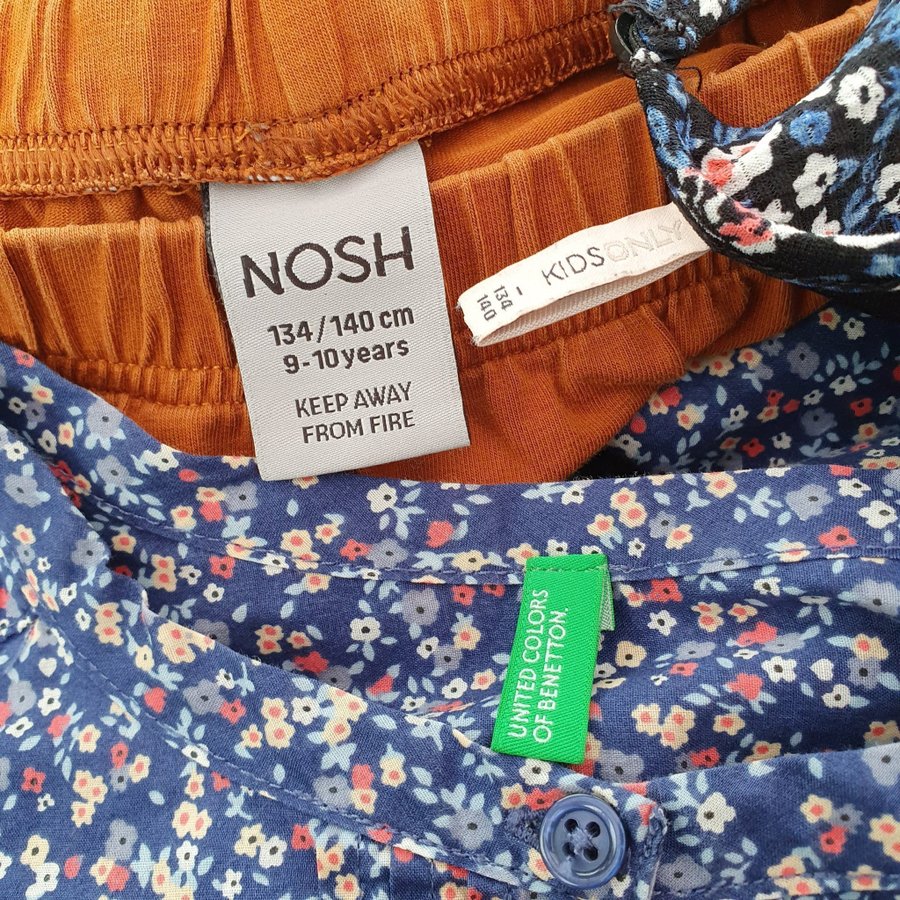 NOSH
134/140 cm
9-10 years
KEEP AWAY
FROM FIRE
KIDSONLY
134
140
UNITED COLORS
OF BENETTON.